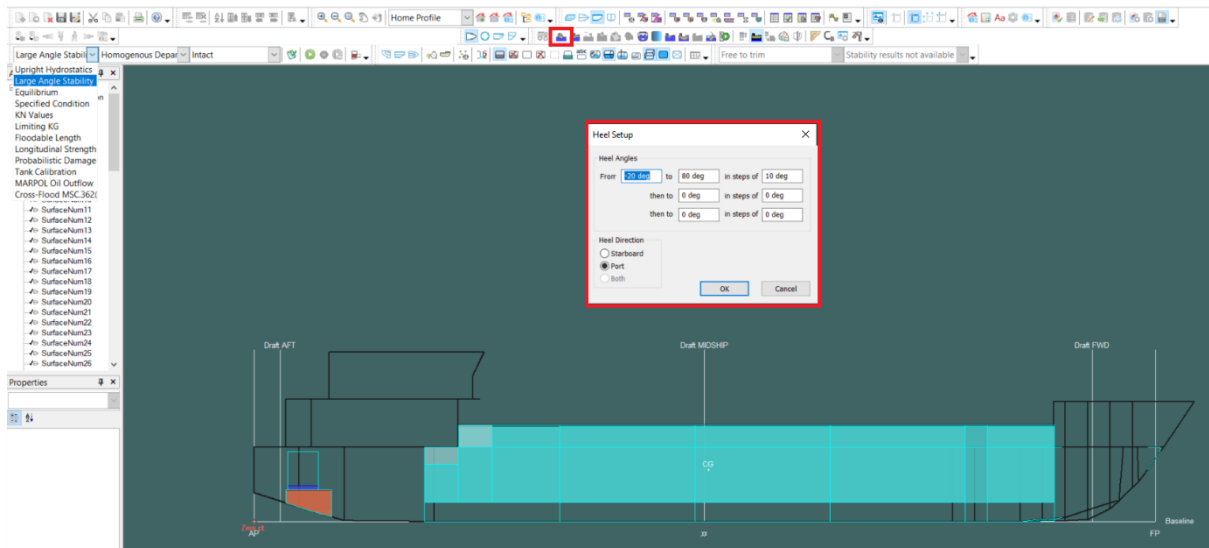 Home Profile
Aa
Large Angle Stabili Homogenous Depar Intact Free to trim Stability results not available
Upright Hydrostatics
Large Angle Stability
Equilibrium
Specified Condition
KN Values
Limiting KG
Floodable Length
Longitudinal Strength
Probabilistic Damage
Tank Calibration
MARPOL Oil Outflow
Cross-Flood MSC.362(
SurfaceNum11
SurfaceNum12
SurfaceNum13
SurfaceNum14
SurfaceNum15
SurfaceNum16
SurfaceNum17
SurfaceNum18
SurfaceNum19
SurfaceNum20
SurfaceNum21
SurfaceNum22
SurfaceNum23
SurfaceNum24
SurfaceNum25
SurfaceNum26
Properties
Heel Setup
Heel Angles
From -20 deg to 80 deg in steps of 10 deg
then to 0 deg in steps of 0 deg
then to 0 deg in steps of 0 deg
Heel Direction
Starboard
Port
Both
OK Cancel
Draft AFT Draft MIDSHIP Draft FWD
CG
Baseline
AP FP